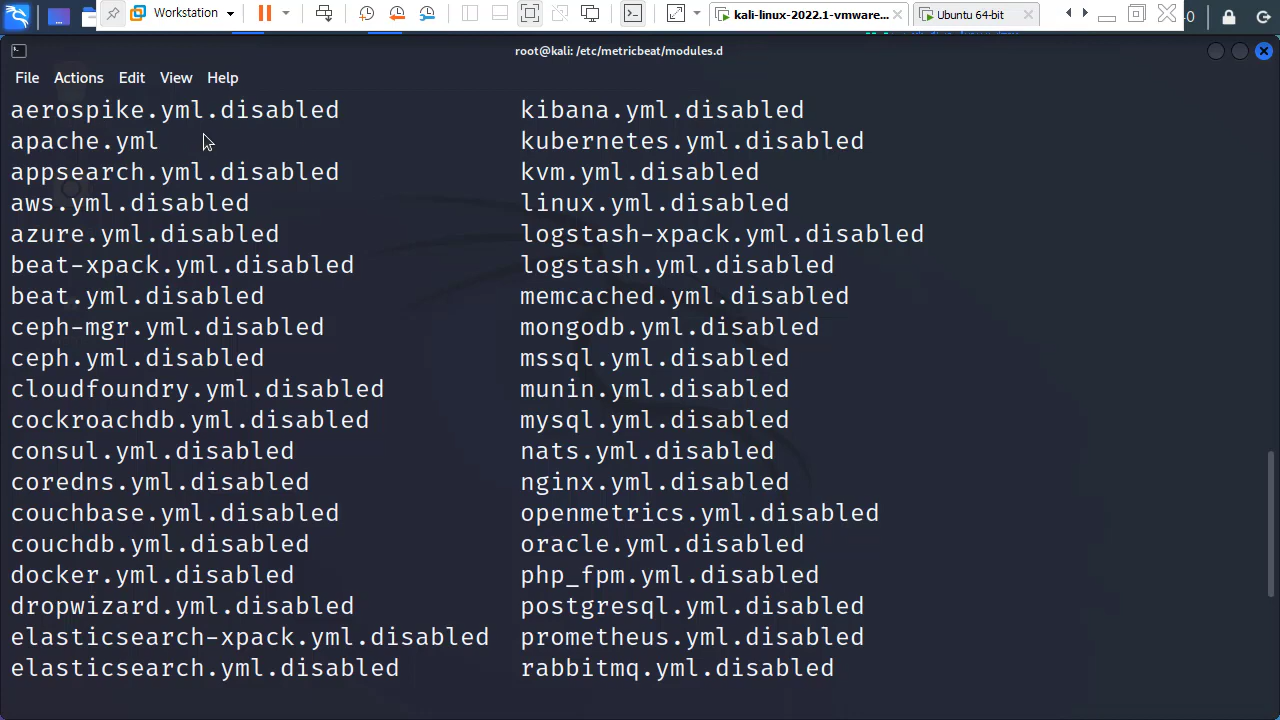 Workstation
kali-linux-2022.1-vmware...
Ubuntu 64-bit
root@kali: /etc/metricbeat/modules.d
File Actions Edit View Help
aerospike.yml.disabled kibana.yml.disabled
apache.yml kubernetes.yml.disabled
appsearch.yml.disabled kvm.yml.disabled
aws.yml.disabled linux.yml.disabled
azure.yml.disabled logstash-xpack.yml.disabled
beat-xpack.yml.disabled logstash.yml.disabled
beat.yml.disabled memcached.yml.disabled
ceph-mgr.yml.disabled mongodb.yml.disabled
ceph.yml.disabled mssql.yml.disabled
cloudfoundry.yml.disabled munin.yml.disabled
cockroachdb.yml.disabled mysql.yml.disabled
consul.yml.disabled nats.yml.disabled
coredns.yml.disabled nginx.yml.disabled
couchbase.yml.disabled openmetrics.yml.disabled
couchdb.yml.disabled oracle.yml.disabled
docker.yml.disabled php_fpm.yml.disabled
dropwizard.yml.disabled postgresql.yml.disabled
elasticsearch-xpack.yml.disabled prometheus.yml.disabled
elasticsearch.yml.disabled rabbitmq.yml.disabled